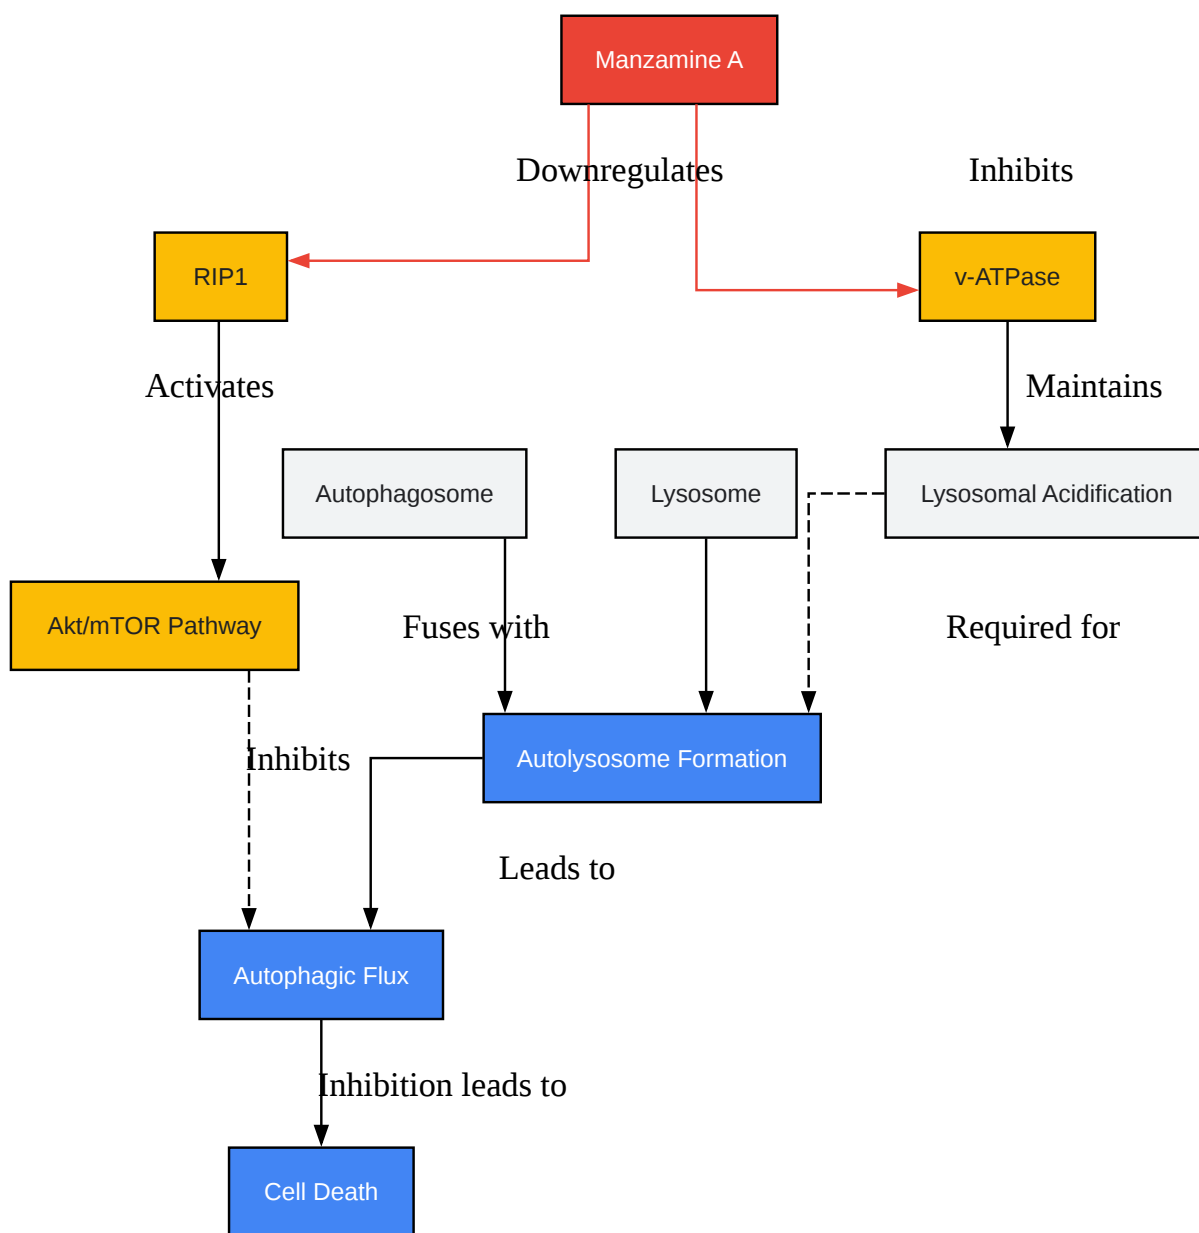 Manzamine A
Downregulates
Inhibits
RIP1
v-ATPase
Activates
Maintains
Autophagosome
Lysosome
Lysosomal Acidification
Akt/mTOR Pathway
Fuses with
Required for
Inhibits
Autolysosome Formation
Leads to
Autophagic Flux
Inhibition leads to
Cell Death